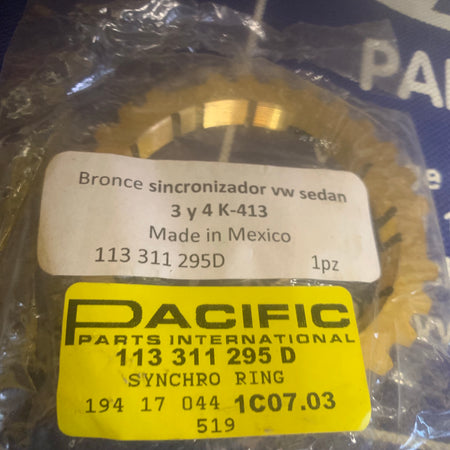 PA
Bronce sincronizador vw sedan
3 y 4 K-413
Made in Mexico
113 311 295D 1pz
PACIFIC
PARTS INTERNATIONAL
113 311 295 D
SYNCHRO RING
194 17 044 1C07.03
519